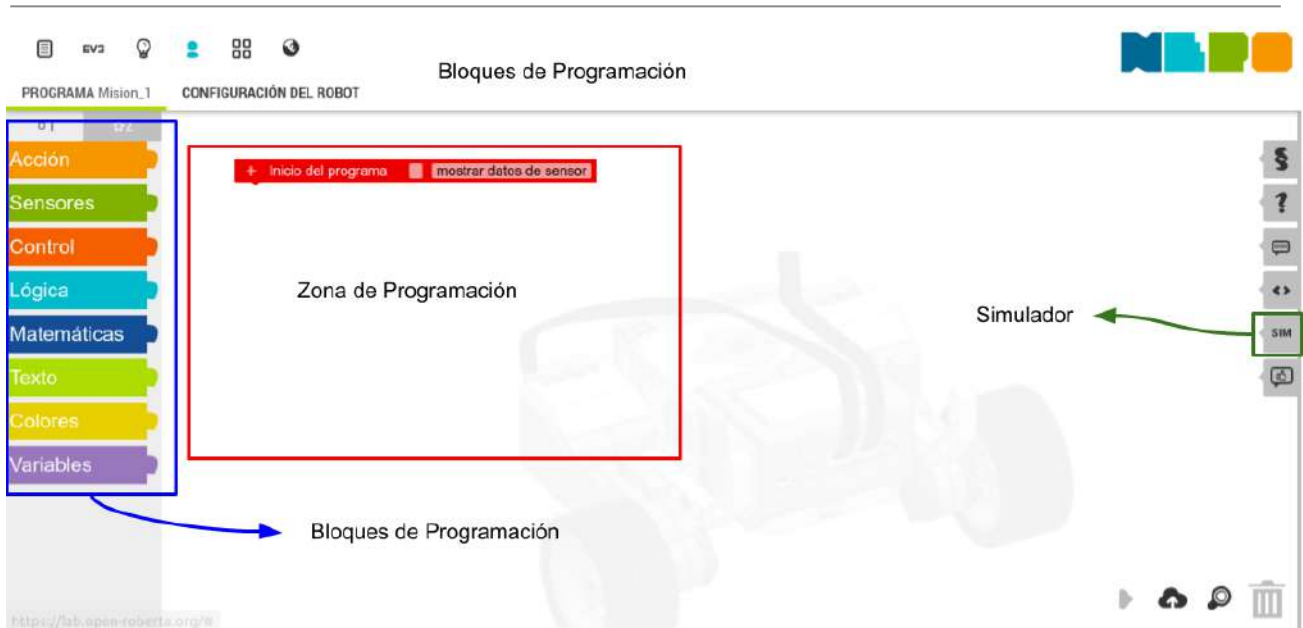 EV3
Bloques de Programación
NEPO
PROGRAMA Mision_1
CONFIGURACIÓN DEL ROBOT
Acción
+ Inicio del programa mostrar datos de sensor
Sensores
Control
Lógica
Zona de Programación
Simulador
SIM
Matemáticas
Texto
Colores
Variables
Bloques de Programación
https://lab.open-roberta.org/#